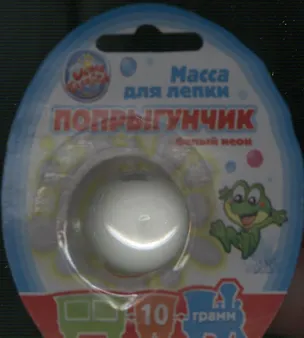 Масса
для лепки
ПОПРЫГУНЧИК
белый неон
10 грамм